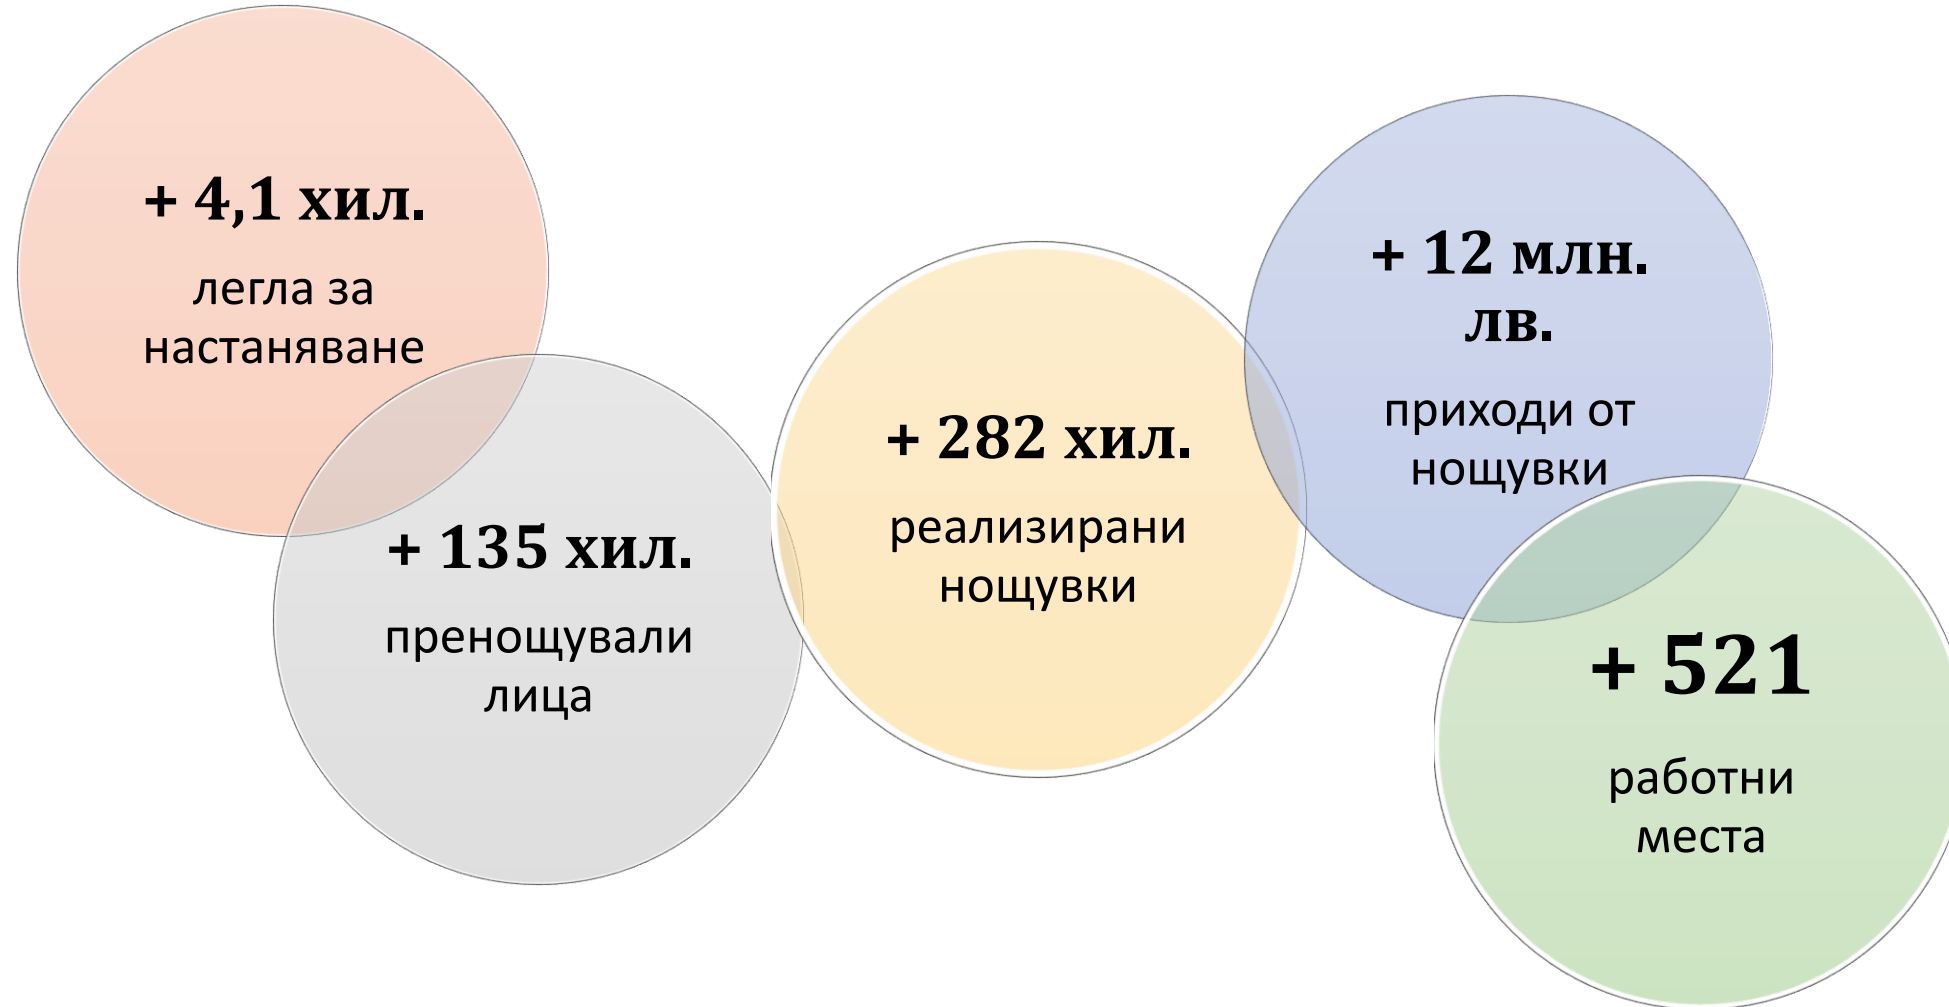 + 4,1 хил.
легла за
настаняване
+ 135 хил.
пренощували
лица
+ 282 хил.
реализирани
нощувки
+ 12 млн.
лв.
приходи от
нощувки
+ 521
работни
места